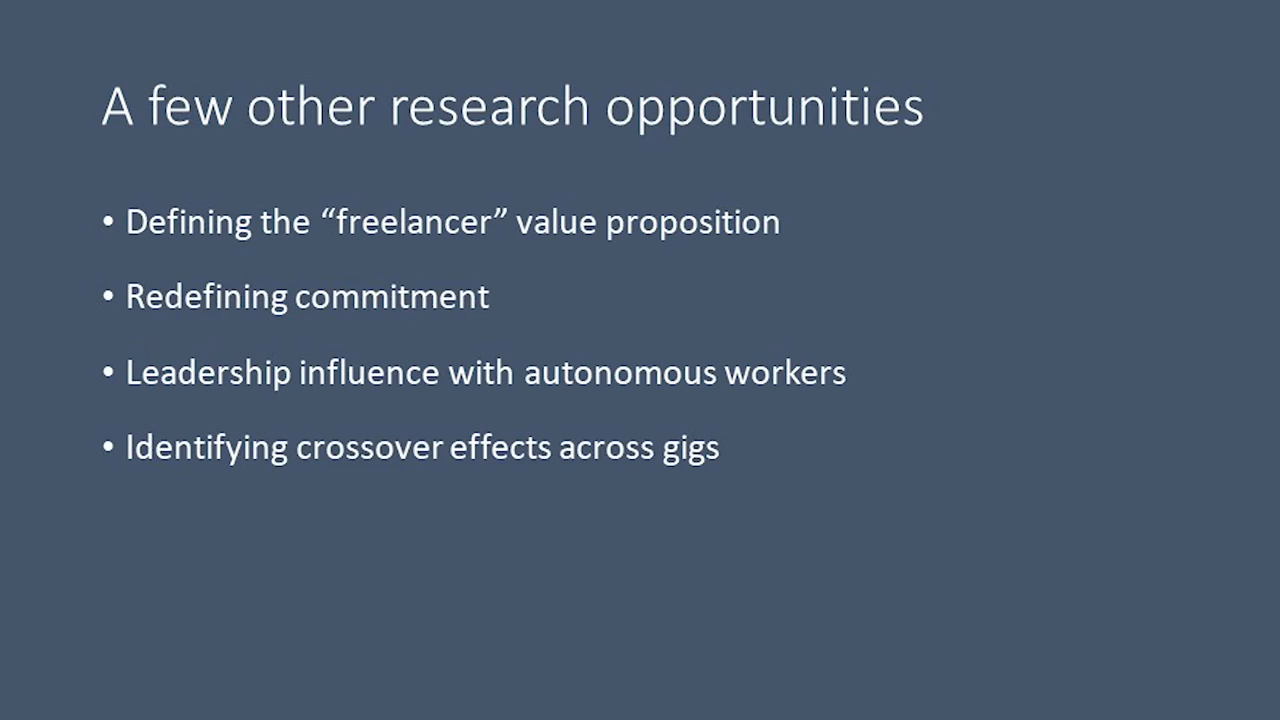 A few other research opportunities
• Defining the “freelancer” value proposition
• Redefining commitment
• Leadership influence with autonomous workers
• Identifying crossover effects across gigs